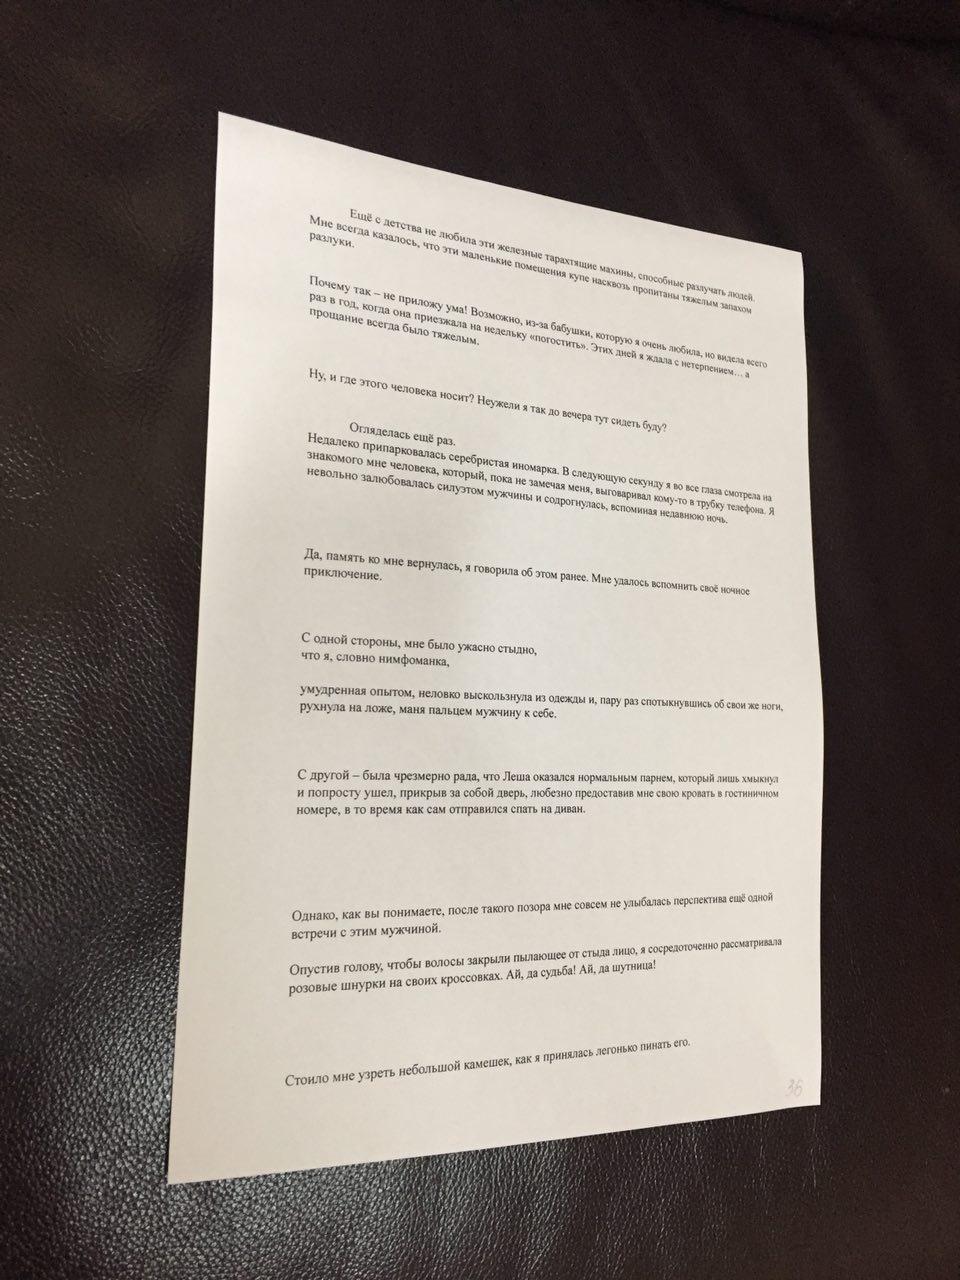 Ещё с детства не любила эти железные тарахтящие махины, способные разлучать людей.
Мне всегда казалось, что эти маленькие помещения купе насквозь пропитаны тяжелым запахом
разлуки.
Почему так – не приложу ума! Возможно, из-за бабушки, которую я очень любила, но видела всего
раз в год, когда она приезжала на недельку «погостить». Этих дней я ждала с нетерпением… а
прощание всегда было тяжелым.
Ну, и где этого человека носит? Неужели я так до вечера тут сидеть буду?
Огляделась ещё раз.
Недалеко припарковалась серебристая иномарка. В следующую секунду я во все глаза смотрела на
знакомого мне человека, который, пока не замечая меня, выговаривал кому-то в трубку телефона. Я
невольно залюбовалась силуэтом мужчины и содрогнулась, вспоминая недавнюю ночь.
Да, память ко мне вернулась, я говорила об этом ранее. Мне удалось вспомнить своё ночное
приключение.
С одной стороны, мне было ужасно стыдно,
что я, словно нимфоманка,
умудренная опытом, неловко выскользнула из одежды и, пару раз спотыкнувшись об свои же ноги,
рухнула на ложе, маня пальцем мужчину к себе.
С другой – была чрезмерно рада, что Леша оказался нормальным парнем, который лишь хмыкнул
и попросту ушел, прикрыв за собой дверь, любезно предоставив мне свою кровать в гостиничном
номере, в то время как сам отправился спать на диван.
Однако, как вы понимаете, после такого позора мне совсем не улыбалась перспектива ещё одной
встречи с этим мужчиной.
Опустив голову, чтобы волосы закрыли пылающее от стыда лицо, я сосредоточенно рассматривала
розовые шнурки на своих кроссовках. Ай, да судьба! Ай, да шутница!
Стоило мне узреть небольшой камешек, как я принялась легонько пинать его.
36